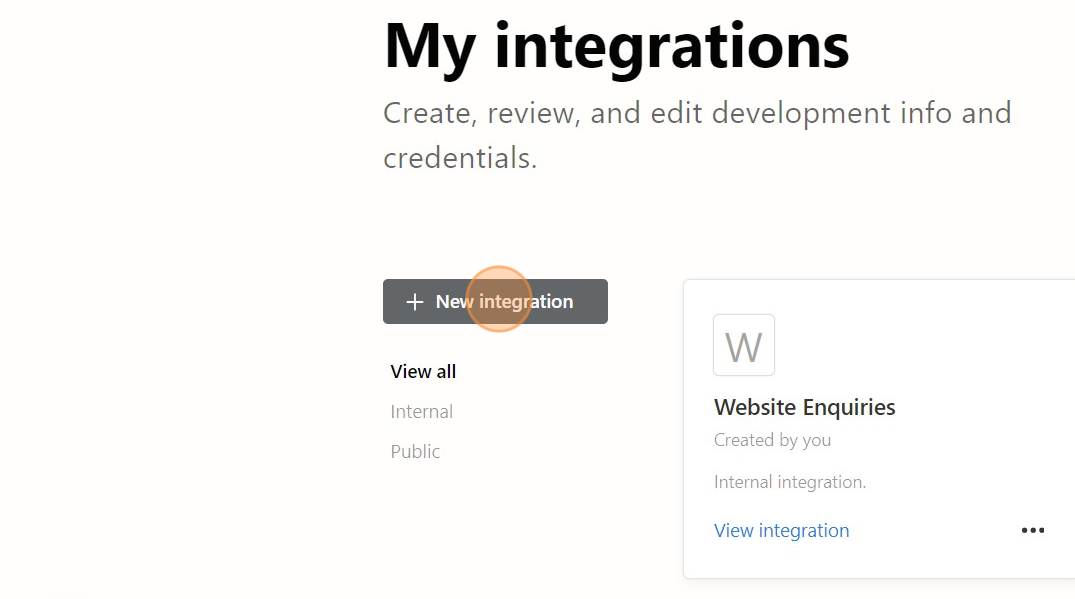 My integrations
Create, review, and edit development info and
credentials.
+ New integration
View all
Internal
Public
W
Website Enquiries
Created by you
Internal integration.
View integration